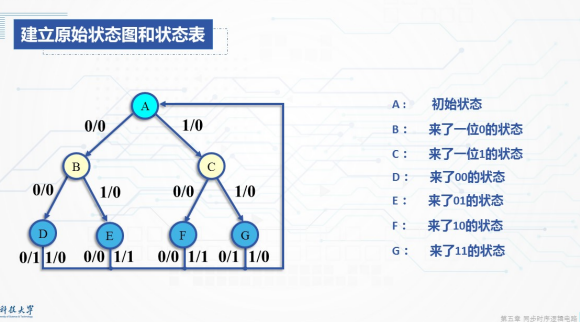 建立原始状态图和状态表
A
0/0 1/0
B C
0/0 1/0 0/0 1/0
D E F G
0/1 1/0 0/0 1/1 0/0 1/1 0/1 1/0
A： 初始状态
B： 来了一位0的状态
C： 来了一位1的状态
D： 来了00的状态
E： 来了01的状态
F： 来了10的状态
G： 来了11的状态
科技大学
第五章 同步时序逻辑电路